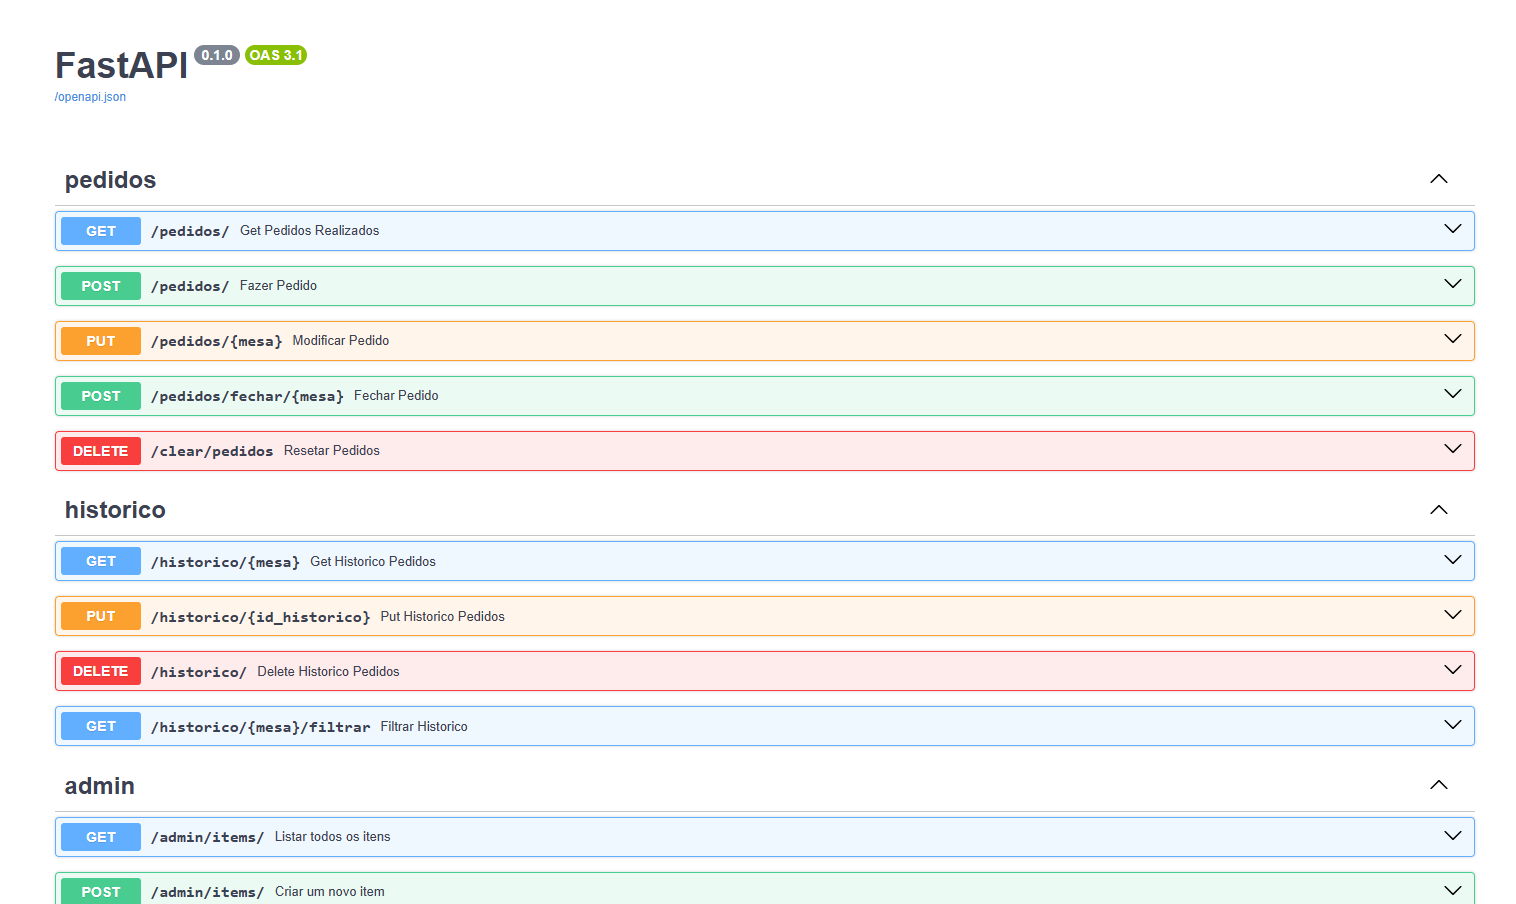 FastAPI 0.1.0 OAS 3.1
/openapi.json
pedidos
GET /pedidos/ Get Pedidos Realizados
POST /pedidos/ Fazer Pedido
PUT /pedidos/{mesa} Modificar Pedido
POST /pedidos/fechar/{mesa} Fechar Pedido
DELETE /clear/pedidos Resetar Pedidos
historico
GET /historico/{mesa} Get Historico Pedidos
PUT /historico/{id_historico} Put Historico Pedidos
DELETE /historico/ Delete Historico Pedidos
GET /historico/{mesa}/filtrar Filtrar Historico
admin
GET /admin/items/ Listar todos os itens
POST /admin/items/ Criar um novo item